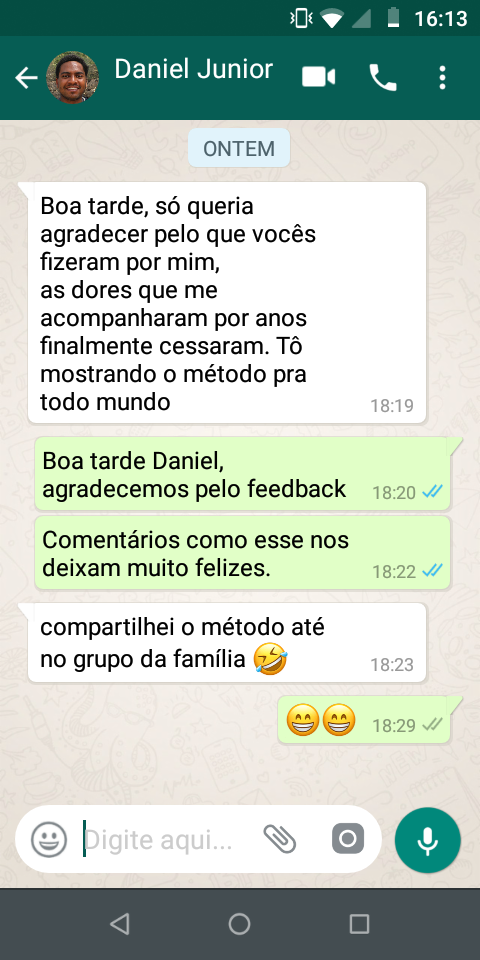 16:13
Daniel Junior
ONTEM
Boa tarde, só queria
agradecer pelo que vocês
fizeram por mim,
as dores que me
acompanharam por anos
finalmente cessaram. Tô
mostrando o método pra
todo mundo
18:19
Boa tarde Daniel,
agradecemos pelo feedback
18:20
Comentários como esse nos
deixam muito felizes.
18:22
compartilhei o método até
no grupo da família 🤣
18:23
😁😁
18:29
Digite aqui...